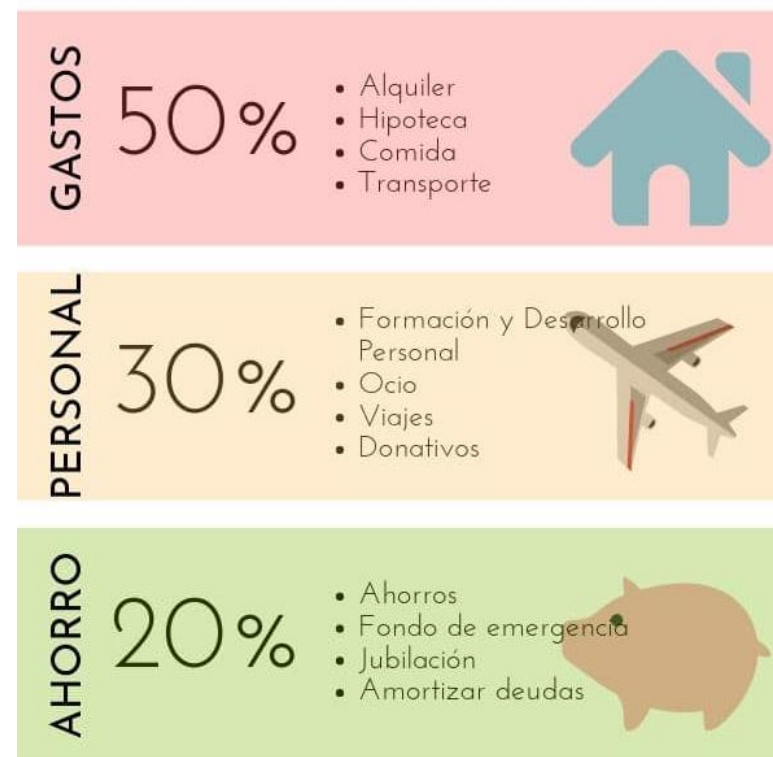 GASTOS
50%
• Alquiler
• Hipoteca
• Comida
• Transporte
PERSONAL
30%
• Formación y Desarrollo
Personal
• Ocio
• Viajes
• Donativos
AHORRO
20%
• Ahorros
• Fondo de emergencia
• Jubilación
• Amortizar deudas